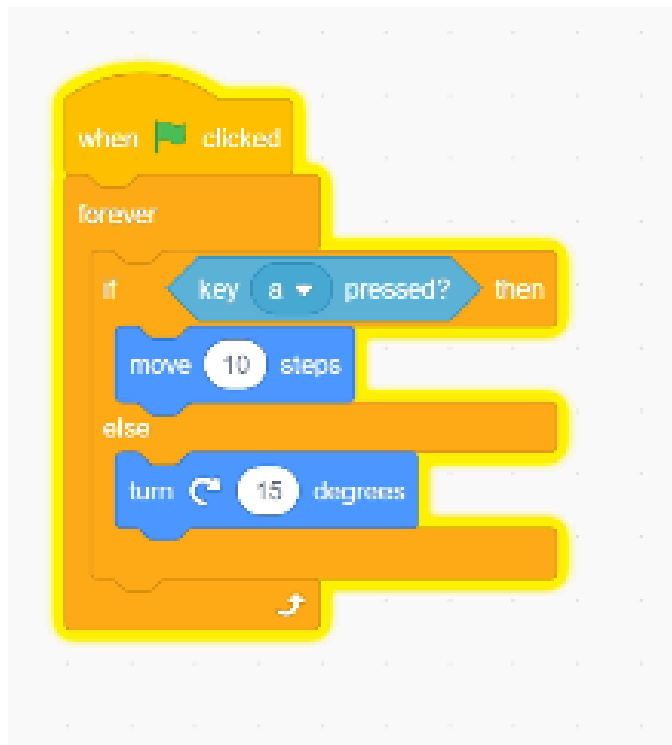 when clicked
forever
if key a pressed? then
move 10 steps
else
turn 15 degrees